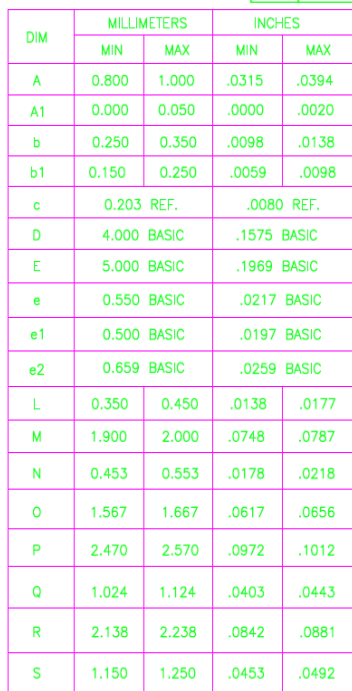 DIM MILLIMETERS INCHES
MIN MAX MIN MAX
A 0.800 1.000 .0315 .0394
A1 0.000 0.050 .0000 .0020
b 0.250 0.350 .0098 .0138
b1 0.150 0.250 .0059 .0098
c 0.203 REF. .0080 REF.
D 4.000 BASIC .1575 BASIC
E 5.000 BASIC .1969 BASIC
e 0.550 BASIC .0217 BASIC
e1 0.500 BASIC .0197 BASIC
e2 0.659 BASIC .0259 BASIC
L 0.350 0.450 .0138 .0177
M 1.900 2.000 .0748 .0787
N 0.453 0.553 .0178 .0218
O 1.567 1.667 .0617 .0656
P 2.470 2.570 .0972 .1012
Q 1.024 1.124 .0403 .0443
R 2.138 2.238 .0842 .0881
S 1.150 1.250 .0453 .0492